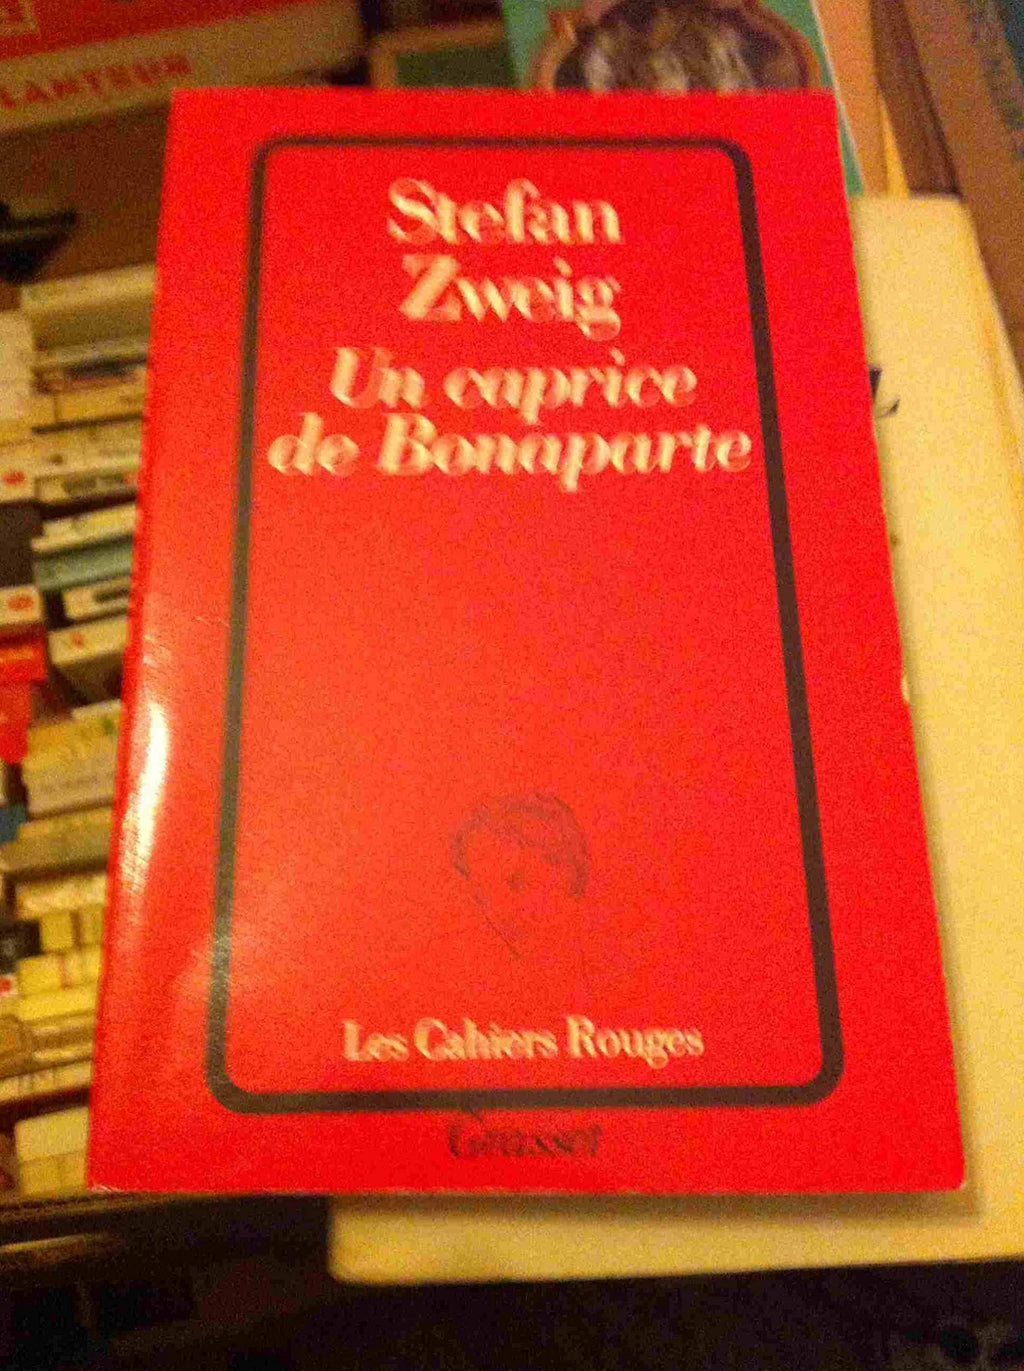 Stefan
Zweig
Un caprice
de Bonaparte
Les Cahiers Rouges
Grasset